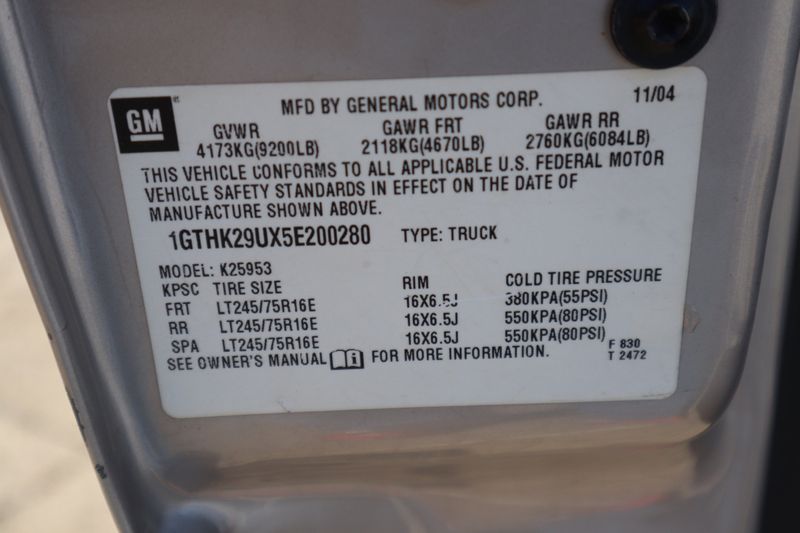 GM
MFD BY GENERAL MOTORS CORP. 11/04
GVWR GAWR FRT GAWR RR
4173KG(9200LB) 2118KG(4670LB) 2760KG(6084LB)
THIS VEHICLE CONFORMS TO ALL APPLICABLE U.S. FEDERAL MOTOR
VEHICLE SAFETY STANDARDS IN EFFECT ON THE DATE OF
MANUFACTURE SHOWN ABOVE.
1GTHK29UX5E200280 TYPE: TRUCK
MODEL: K25953
KPSC TIRE SIZE RIM COLD TIRE PRESSURE
FRT LT245/75R16E 16X6.5J 380KPA(55PSI)
RR LT245/75R16E 16X6.5J 550KPA(80PSI)
SPA LT245/75R16E 16X6.5J 550KPA(80PSI)
SEE OWNER'S MANUAL FOR MORE INFORMATION.
F 830
T 2472